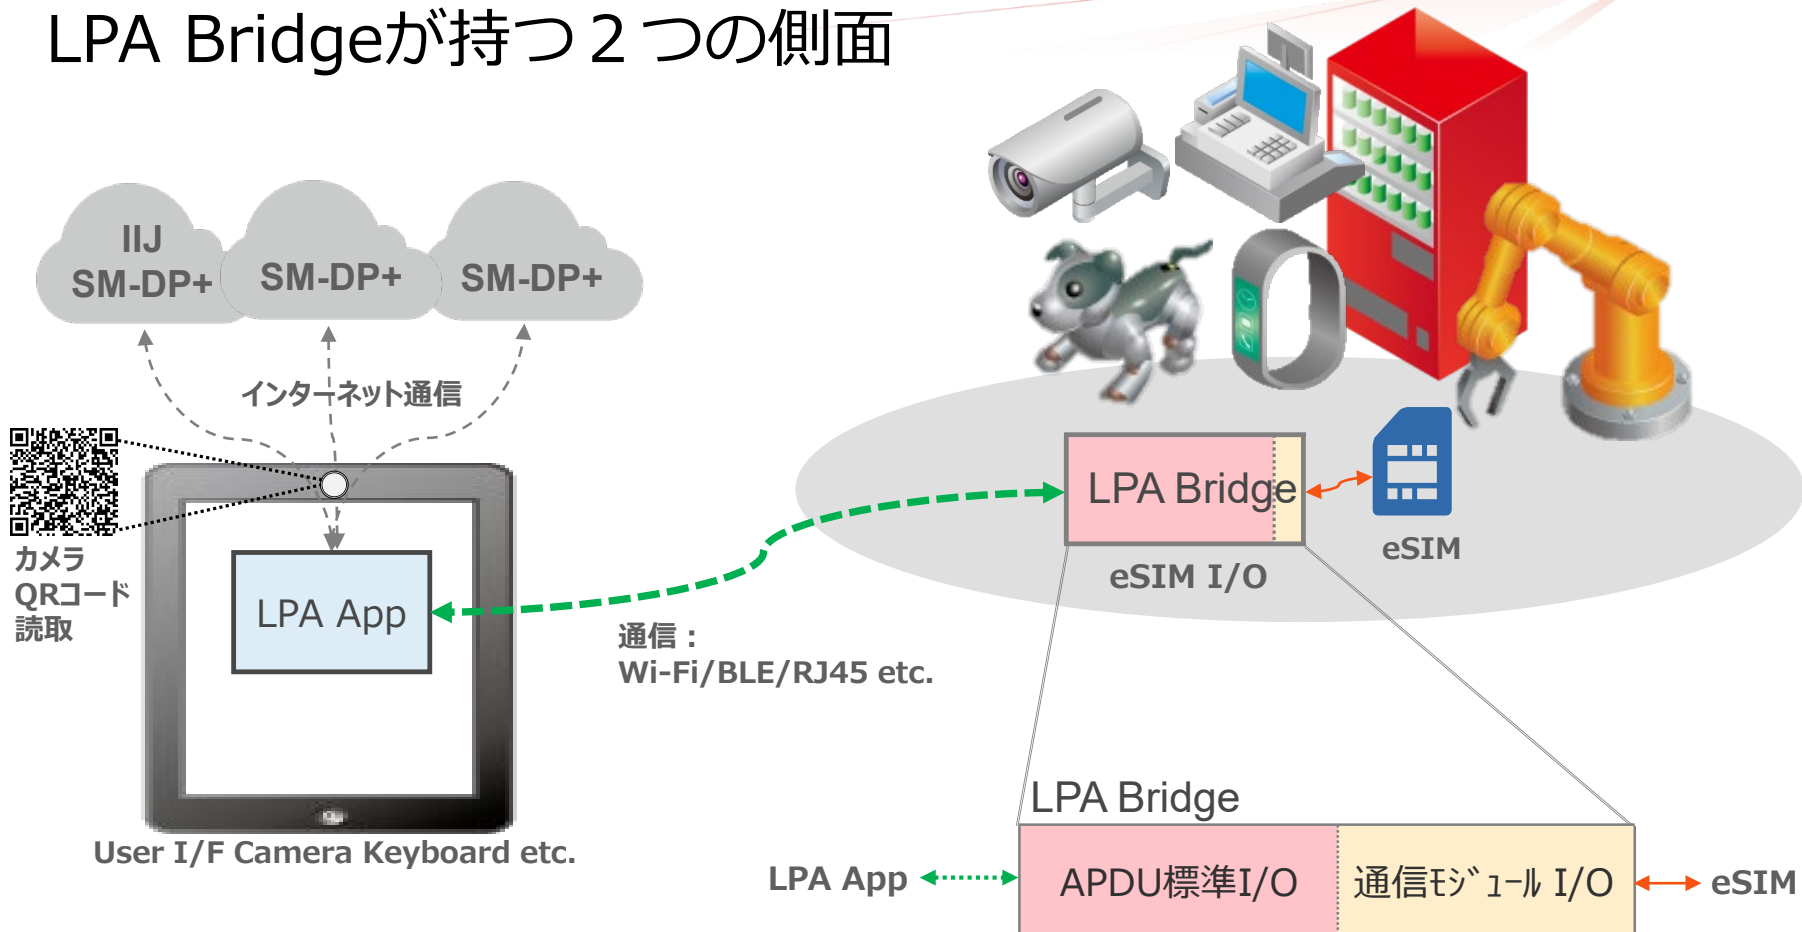 LPA Bridgeが持つ２つの側面
IIJ
SM-DP+
SM-DP+
SM-DP+
インターネット通信
カメラ
QRコード
読取
LPA App
User I/F Camera Keyboard etc.
通信：
Wi-Fi/BLE/RJ45 etc.
LPA Bridge
eSIM I/O
eSIM
LPA Bridge
LPA App
APDU標準I/O
通信ﾓｼﾞｭｰﾙ I/O
eSIM